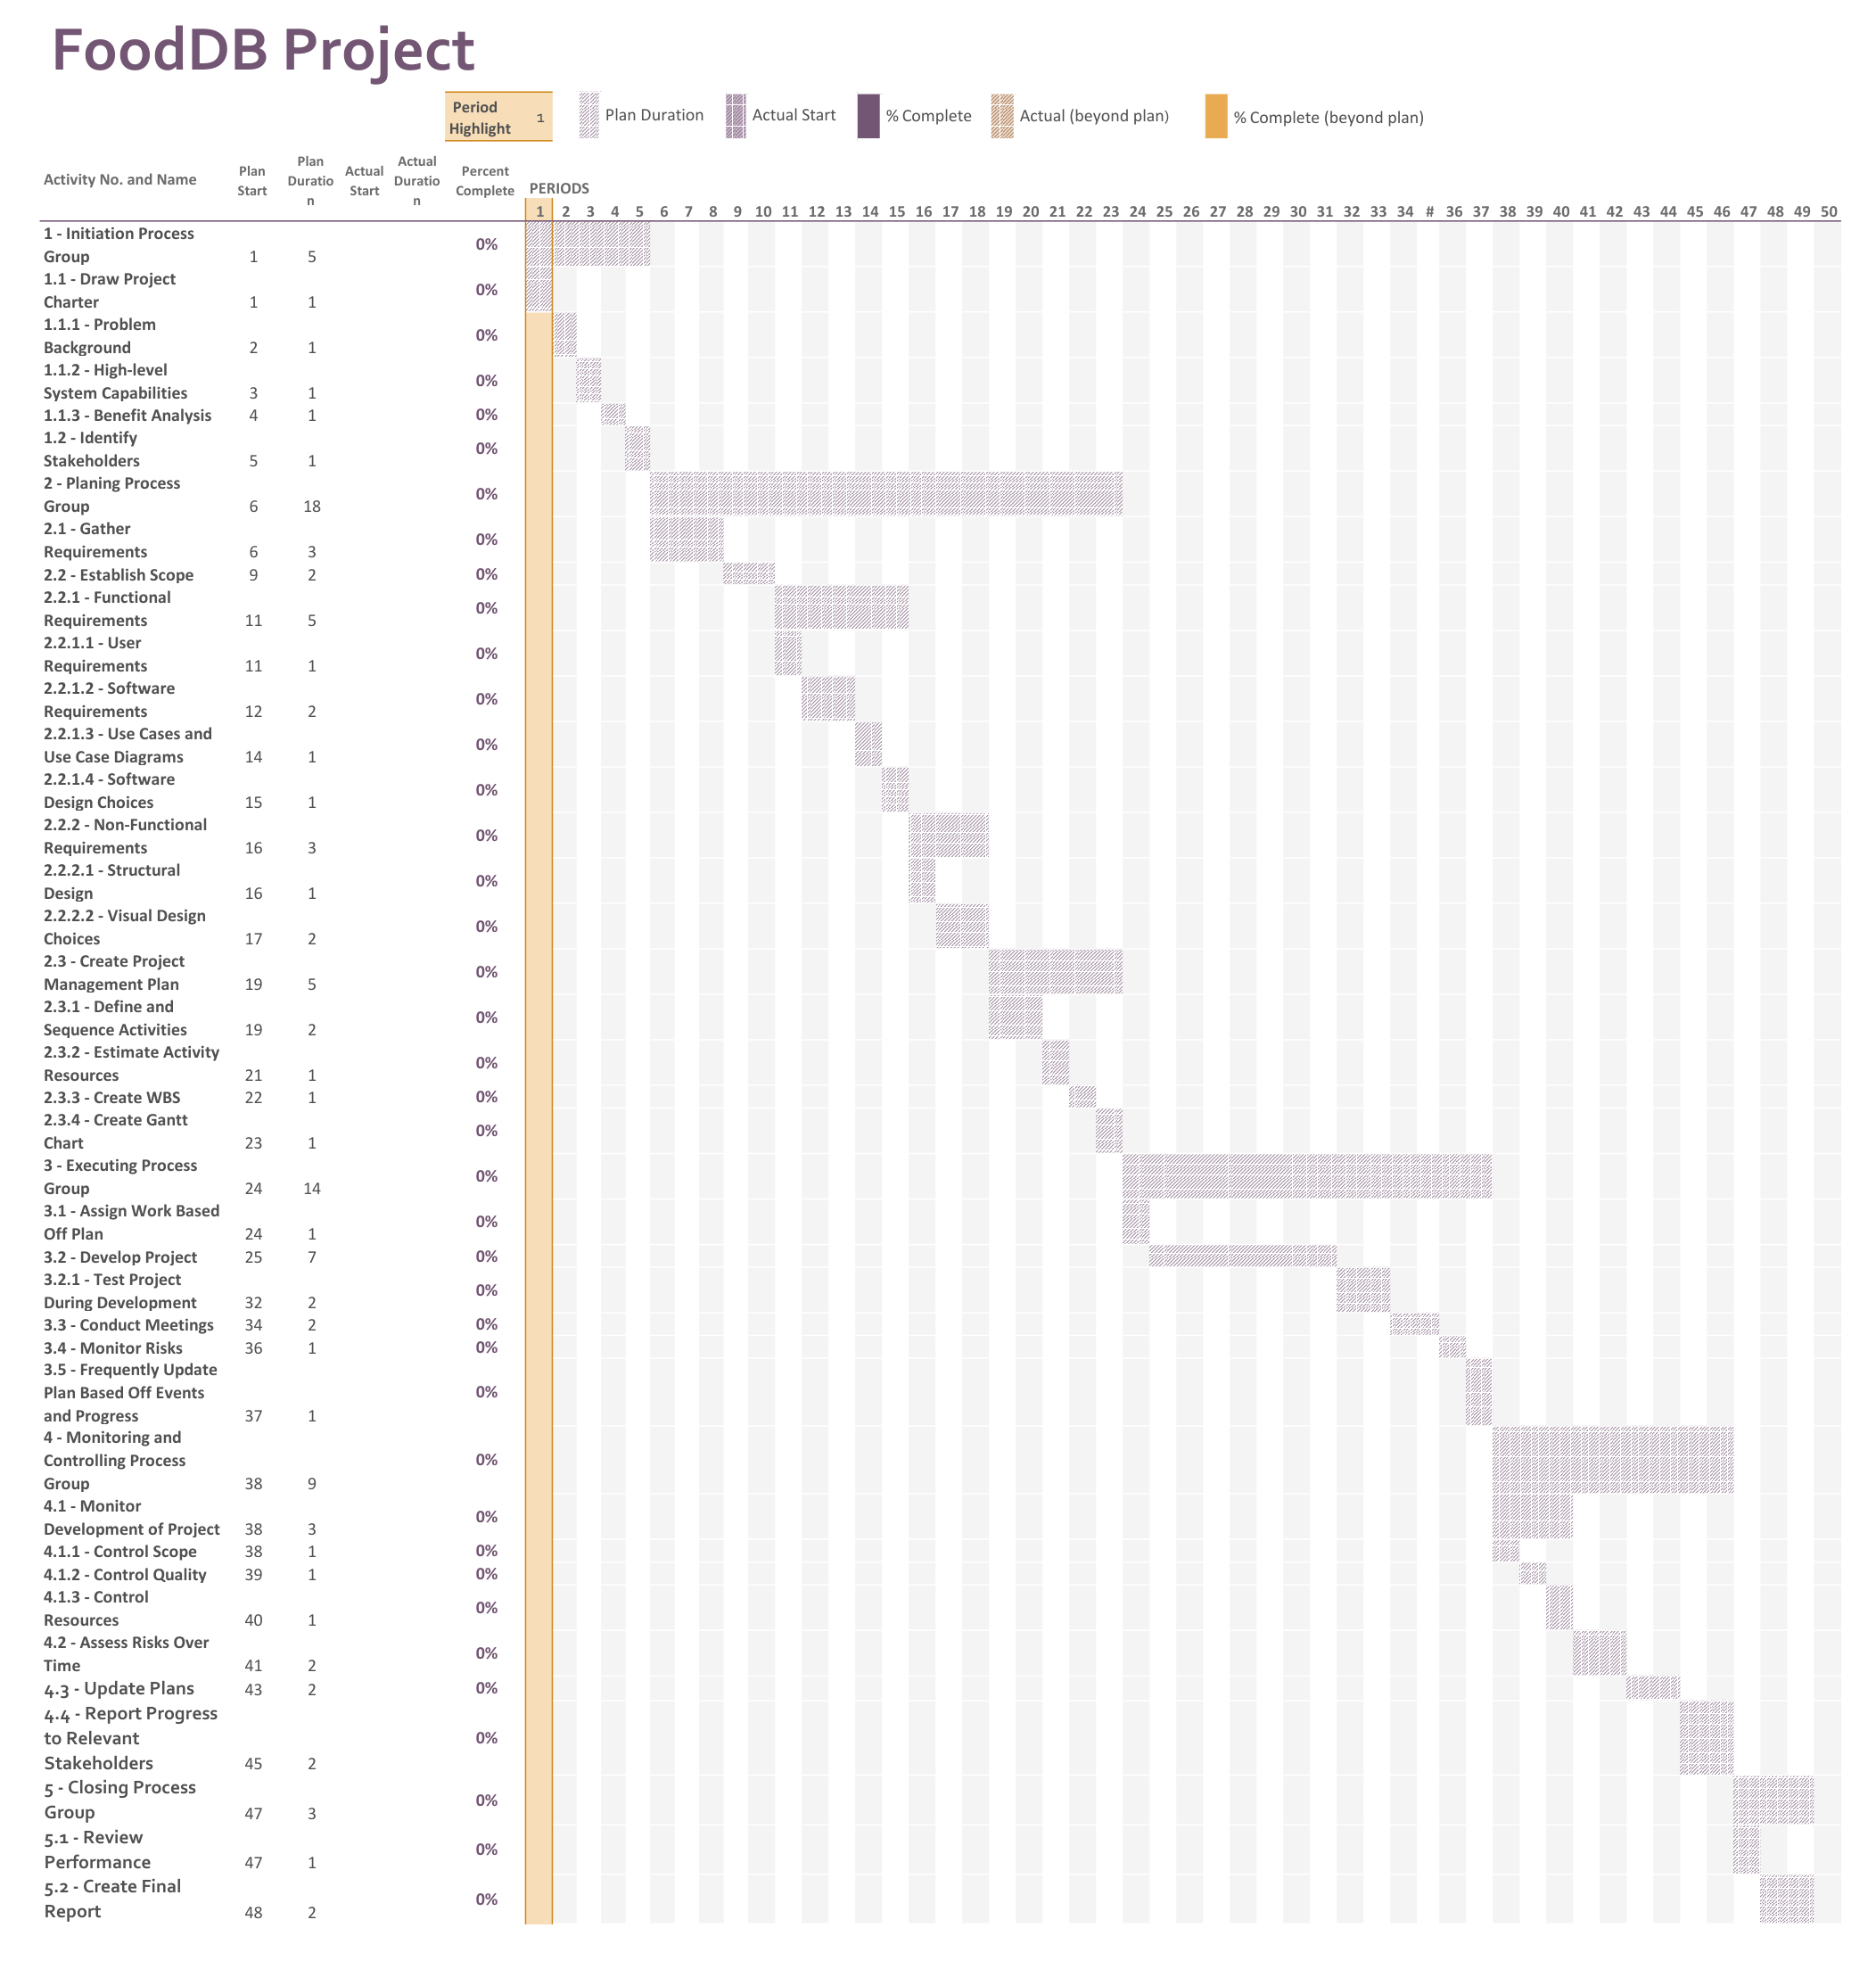 FoodDB Project
Period Highlight 1 Plan Duration Actual Start % Complete Actual (beyond plan) % Complete (beyond plan)
Activity No. and Name Plan Start Plan Duratio n Actual Start Actual Duratio n Percent Complete PERIODS
1 2 3 4 5 6 7 8 9 10 11 12 13 14 15 16 17 18 19 20 21 22 23 24 25 26 27 28 29 30 31 32 33 34 # 36 37 38 39 40 41 42 43 44 45 46 47 48 49 50
1 - Initiation Process
Group 1 5 0%
1.1 - Draw Project
Charter 1 1 0%
1.1.1 - Problem
Background 2 1 0%
1.1.2 - High-level
System Capabilities 3 1 0%
1.1.3 - Benefit Analysis 4 1 0%
1.2 - Identify
Stakeholders 5 1 0%
2 - Planing Process
Group 6 18 0%
2.1 - Gather
Requirements 6 3 0%
2.2 - Establish Scope 9 2 0%
2.2.1 - Functional
Requirements 11 5 0%
2.2.1.1 - User
Requirements 11 1 0%
2.2.1.2 - Software
Requirements 12 2 0%
2.2.1.3 - Use Cases and
Use Case Diagrams 14 1 0%
2.2.1.4 - Software
Design Choices 15 1 0%
2.2.2 - Non-Functional
Requirements 16 3 0%
2.2.2.1 - Structural
Design 16 1 0%
2.2.2.2 - Visual Design
Choices 17 2 0%
2.3 - Create Project
Management Plan 19 5 0%
2.3.1 - Define and
Sequence Activities 19 2 0%
2.3.2 - Estimate Activity
Resources 21 1 0%
2.3.3 - Create WBS 22 1 0%
2.3.4 - Create Gantt
Chart 23 1 0%
3 - Executing Process
Group 24 14 0%
3.1 - Assign Work Based
Off Plan 24 1 0%
3.2 - Develop Project 25 7 0%
3.2.1 - Test Project
During Development 32 2 0%
3.3 - Conduct Meetings 34 2 0%
3.4 - Monitor Risks 36 1 0%
3.5 - Frequently Update
Plan Based Off Events
and Progress 37 1 0%
4 - Monitoring and
Controlling Process
Group 38 9 0%
4.1 - Monitor
Development of Project 38 3 0%
4.1.1 - Control Scope 38 1 0%
4.1.2 - Control Quality 39 1 0%
4.1.3 - Control
Resources 40 1 0%
4.2 - Assess Risks Over
Time 41 2 0%
4.3 - Update Plans 43 2 0%
4.4 - Report Progress
to Relevant
Stakeholders 45 2 0%
5 - Closing Process
Group 47 3 0%
5.1 - Review
Performance 47 1 0%
5.2 - Create Final
Report 48 2 0%